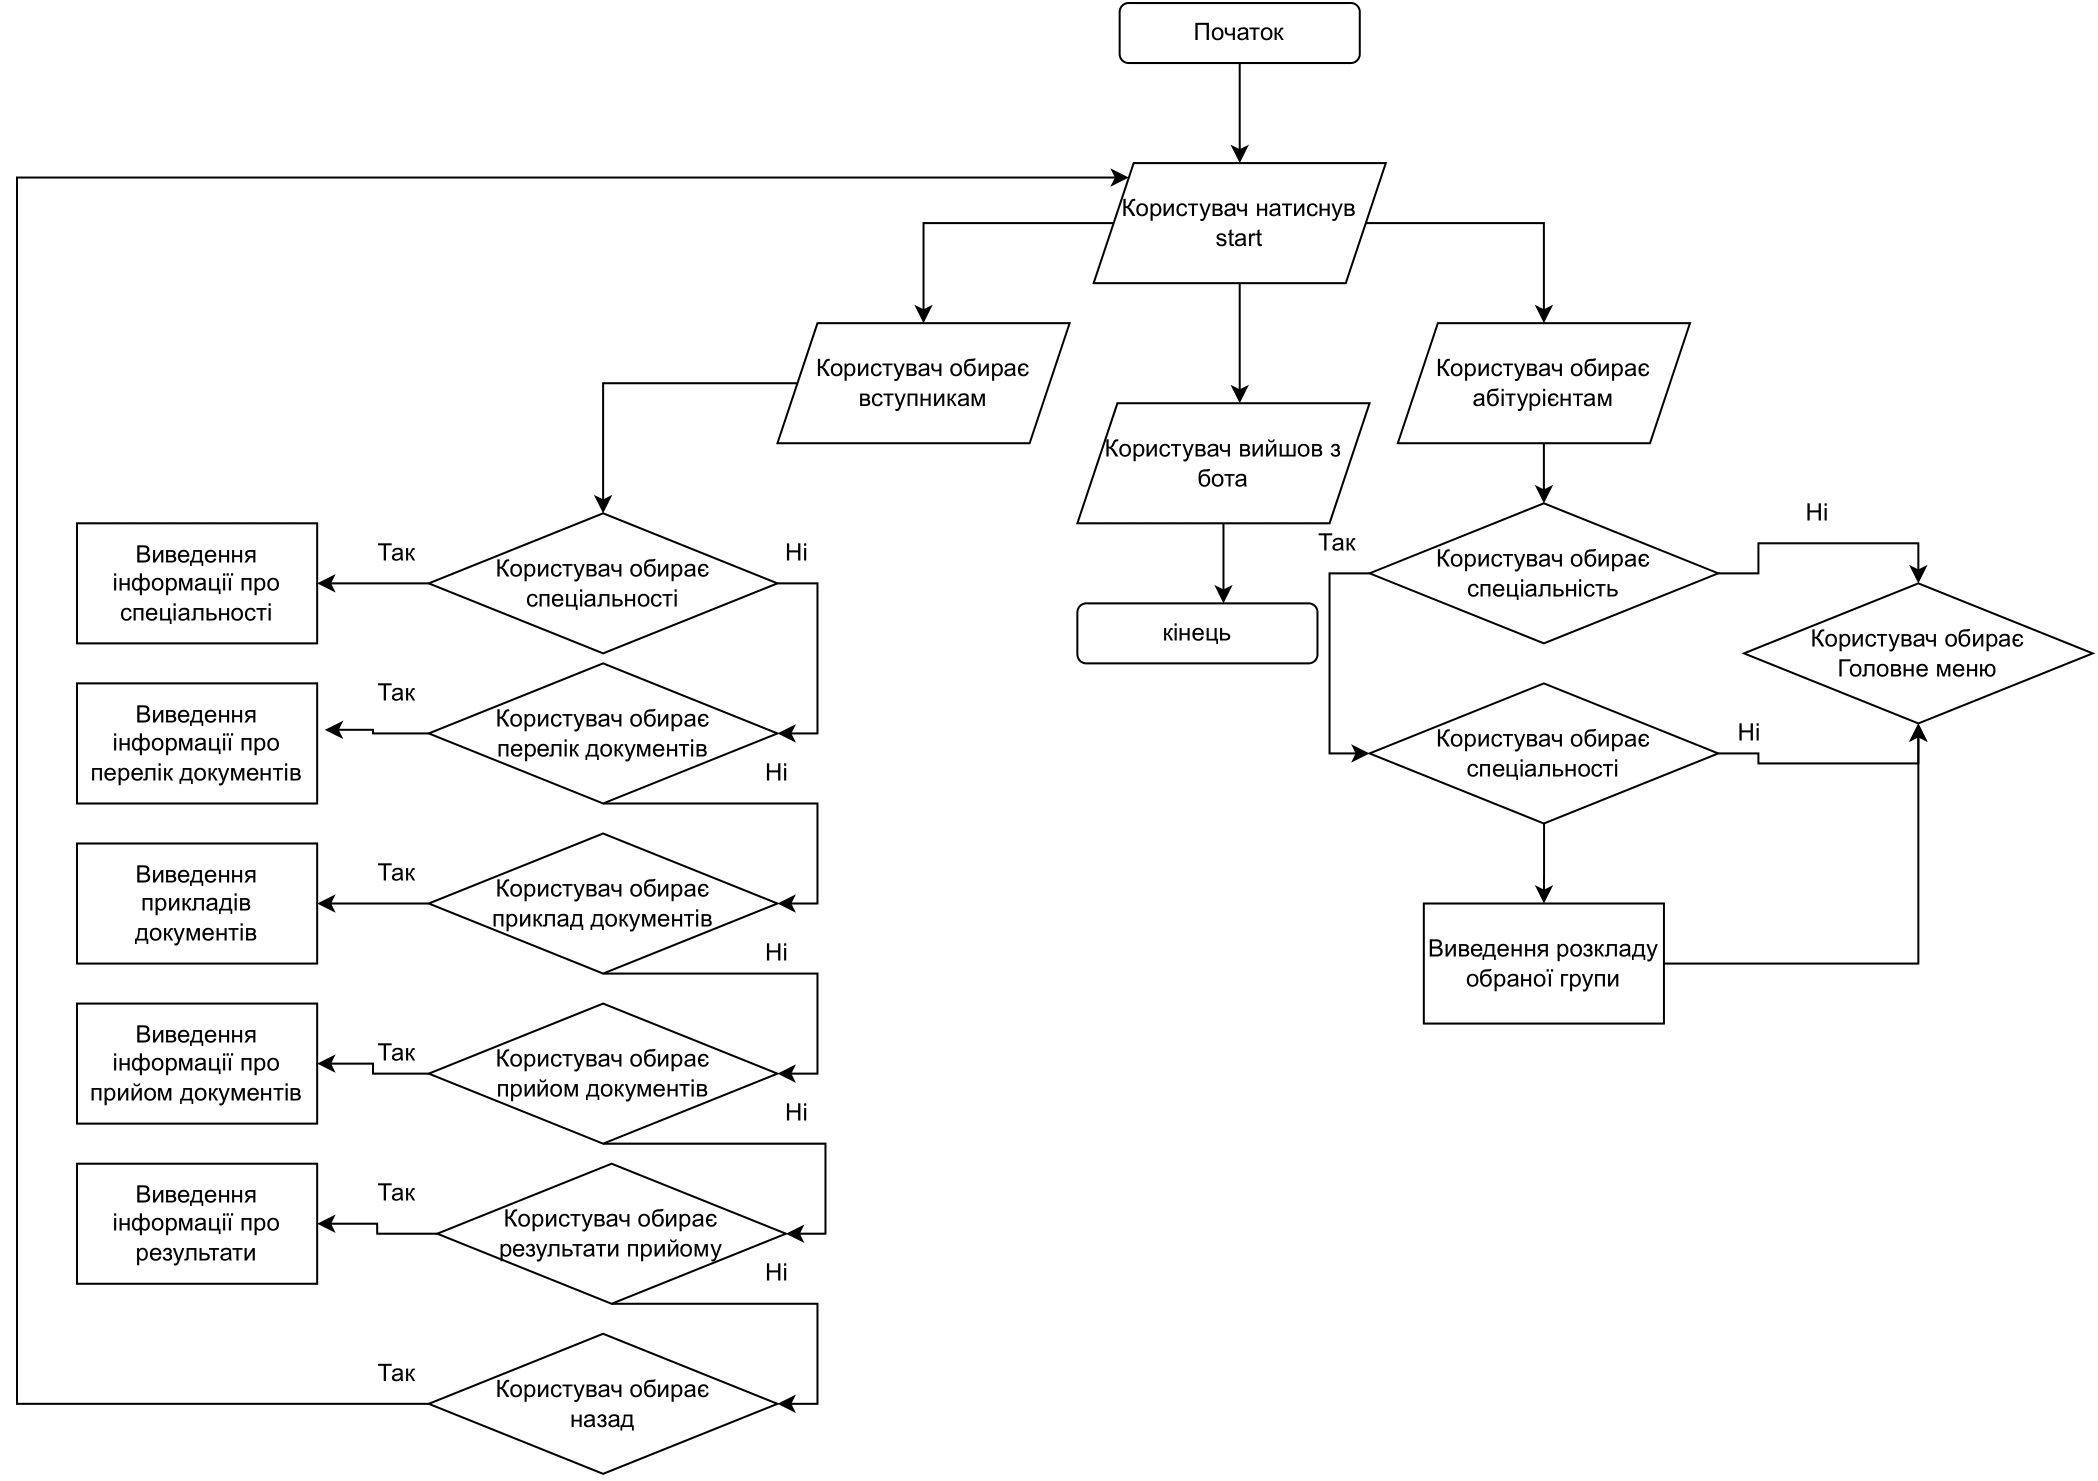 Початок
Користувач натиснув
start
Користувач обирає
вступникам
Користувач вийшов з
бота
кінець
Користувач обирає
абітурієнтам
Користувач обирає
спеціальності
Так
Ні
Виведення
інформації про
спеціальності
Користувач обирає
перелік документів
Так
Ні
Виведення
інформації про
перелік документів
Користувач обирає
приклад документів
Так
Ні
Виведення
прикладів
документів
Користувач обирає
прийом документів
Так
Ні
Виведення
інформації про
прийом документів
Користувач обирає
результати прийому
Так
Ні
Виведення
інформації про
результати
Користувач обирає
назад
Так
Користувач обирає
спеціальність
Так
Ні
Користувач обирає
Головне меню
Користувач обирає
спеціальності
Ні
Виведення розкладу
обраної групи